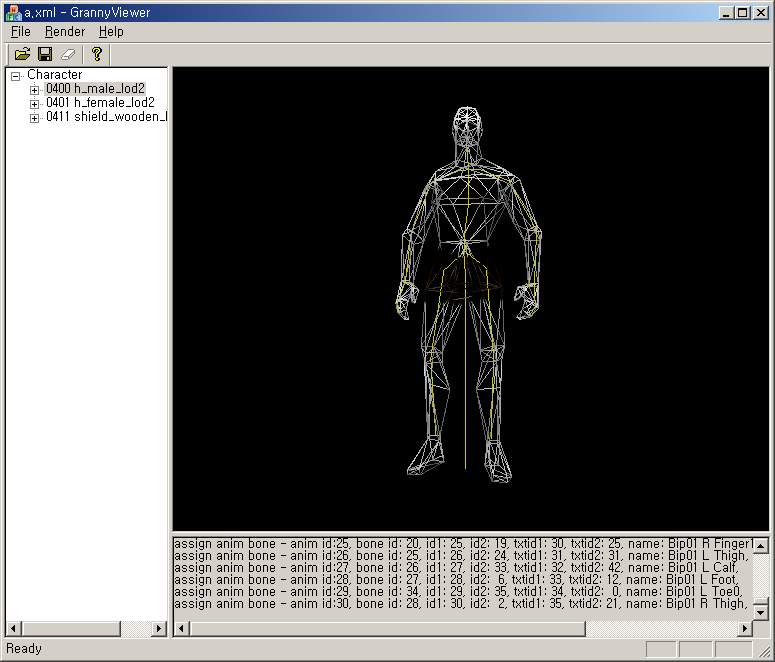 a.xml - GrannyViewer
File Render Help
Character
0400 h_male_lod2
0401 h_female_lod2
0411 shield_wooden_
assign anim bone - anim id:25, bone id: 20, id1: 25, id2: 19, txtid1: 30, txtid2: 25, name: Bip01 R Finger1
assign anim bone - anim id:26, bone id: 25, id1: 26, id2: 24, txtid1: 31, txtid2: 31, name: Bip01 L Thigh,
assign anim bone - anim id:27, bone id: 26, id1: 27, id2: 33, txtid1: 32, txtid2: 42, name: Bip01 L Calf,
assign anim bone - anim id:28, bone id: 27, id1: 28, id2: 6, txtid1: 33, txtid2: 12, name: Bip01 L Foot,
assign anim bone - anim id:29, bone id: 34, id1: 29, id2: 35, txtid1: 34, txtid2: 0, name: Bip01 L Toe0,
assign anim bone - anim id:30, bone id: 28, id1: 30, id2: 2, txtid1: 35, txtid2: 21, name: Bip01 R Thigh,
Ready